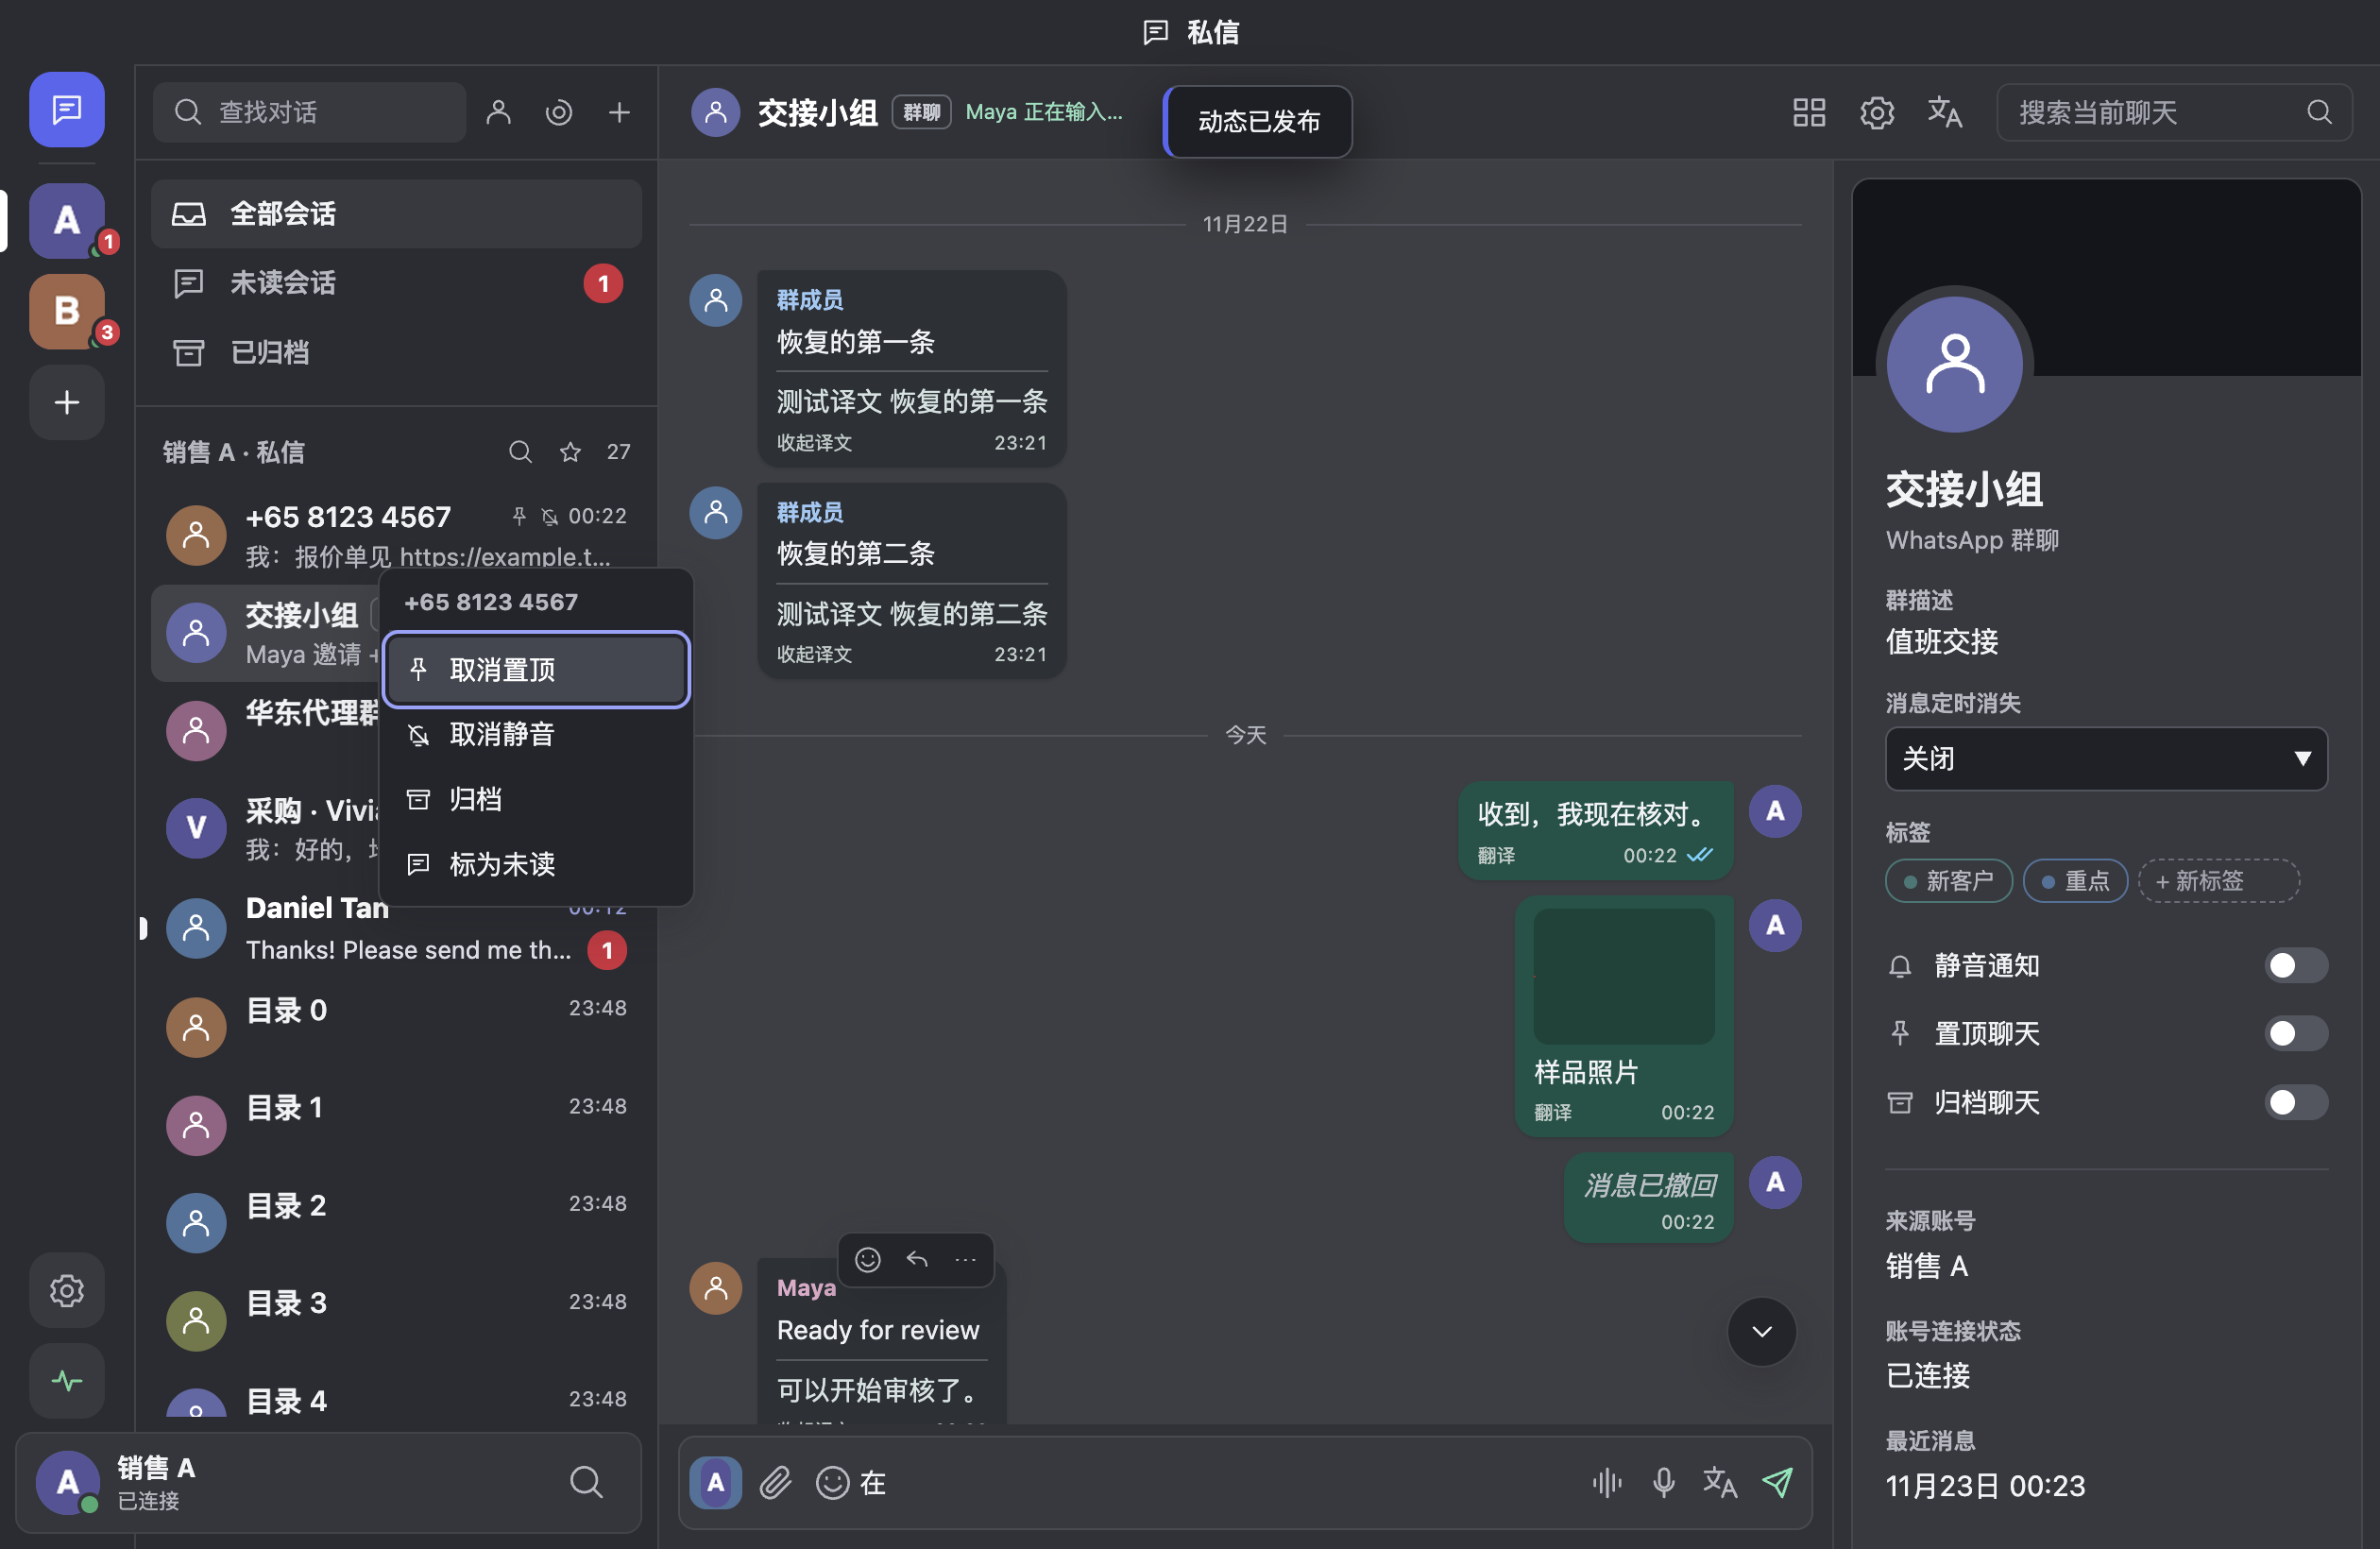 私信
查找对话
交接小组
群聊
Maya 正在输入...
动态已发布
搜索当前聊天
A
1
B
3
全部会话
未读会话
1
已归档
销售 A · 私信
27
+65 8123 4567
00:22
我：报价单见 https://example.t...
交接小组
Maya 邀请 +
华东代理群
V
采购 · Vivi
我：好的，
Daniel Tan
00:12
Thanks! Please send me th...
1
目录 0
23:48
目录 1
23:48
目录 2
23:48
目录 3
23:48
目录 4
23:48
A
销售 A
已连接
+65 8123 4567
取消置顶
取消静音
归档
标为未读
11月22日
群成员
恢复的第一条
测试译文 恢复的第一条
收起译文
23:21
群成员
恢复的第二条
测试译文 恢复的第二条
收起译文
23:21
今天
收到，我现在核对。
翻译
00:22
A
样品照片
翻译
00:22
A
消息已撤回
00:22
A
Maya
Ready for review
可以开始审核了。
A
在
交接小组
WhatsApp 群聊
群描述
值班交接
消息定时消失
关闭
标签
新客户
重点
+ 新标签
静音通知
置顶聊天
归档聊天
来源账号
销售 A
账号连接状态
已连接
最近消息
11月23日 00:23